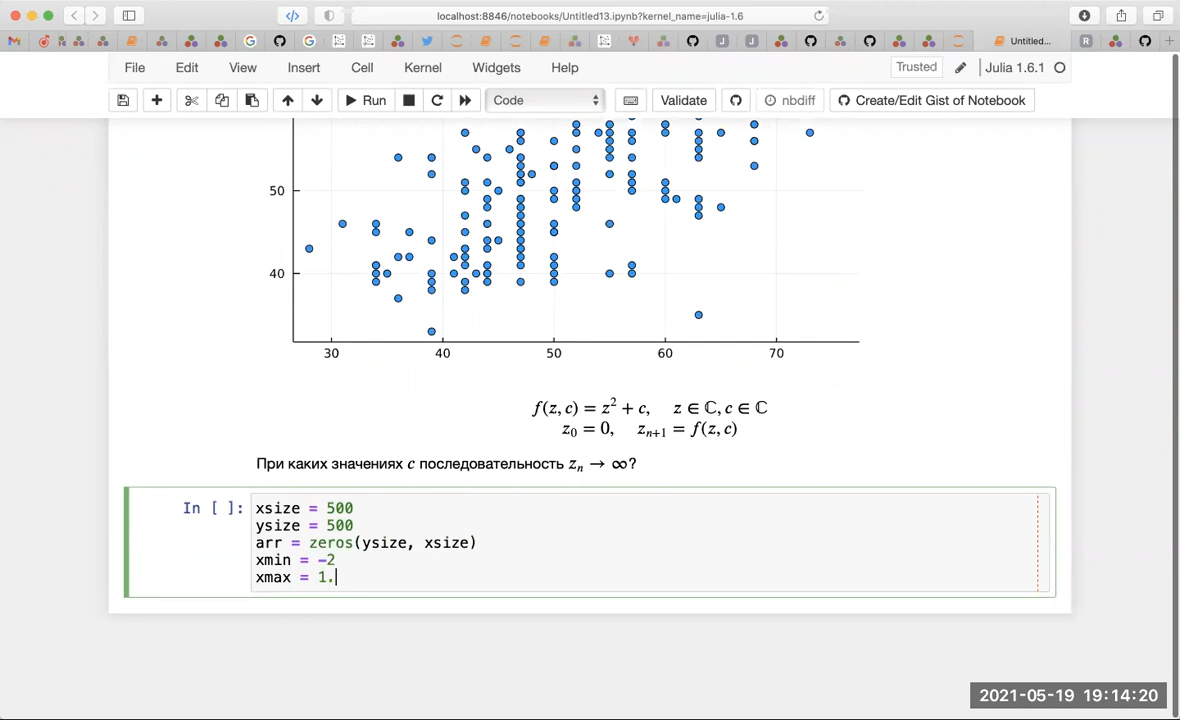 localhost:8846/notebooks/Untitled13.ipynb?kernel_name=julia-1.6
Untitled...
File Edit View Insert Cell Kernel Widgets Help Trusted Julia 1.6.1
Run Code Validate nbdiff Create/Edit Gist of Notebook
50
40
30 40 50 60 70
f(z, c) = z² + c, z ∈ ℂ, c ∈ ℂ
z₀ = 0, zₙ₊₁ = f(z, c)
При каких значениях c последовательность zₙ → ∞?
In [ ]: xsize = 500
ysize = 500
arr = zeros(ysize, xsize)
xmin = -2
xmax = 1.
2021-05-19 19:14:20